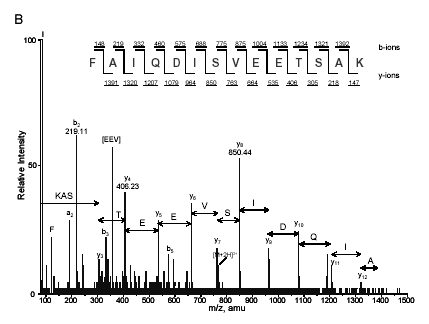 B
148 219 332 460 575 688 775 875 1004 1133 1234 1321 1392 b-ions
F A I Q D I S V E E T S A K
1391 1320 1207 1079 964 850 763 664 535 406 305 218 147 y-ions
100
50
0
Relative Intensity
b2
219.11
[EEV]
y8
850.44
y4
406.23
KAS
a2
F
T
E
E
V
S
I
D
Q
I
A
y3
b3
y5
b5
y6
y7
[M+2H]2+
y9
y10
y11
y12
100 200 300 400 500 600 700 800 900 1000 1100 1200 1300 1400 1500
m/z, amu